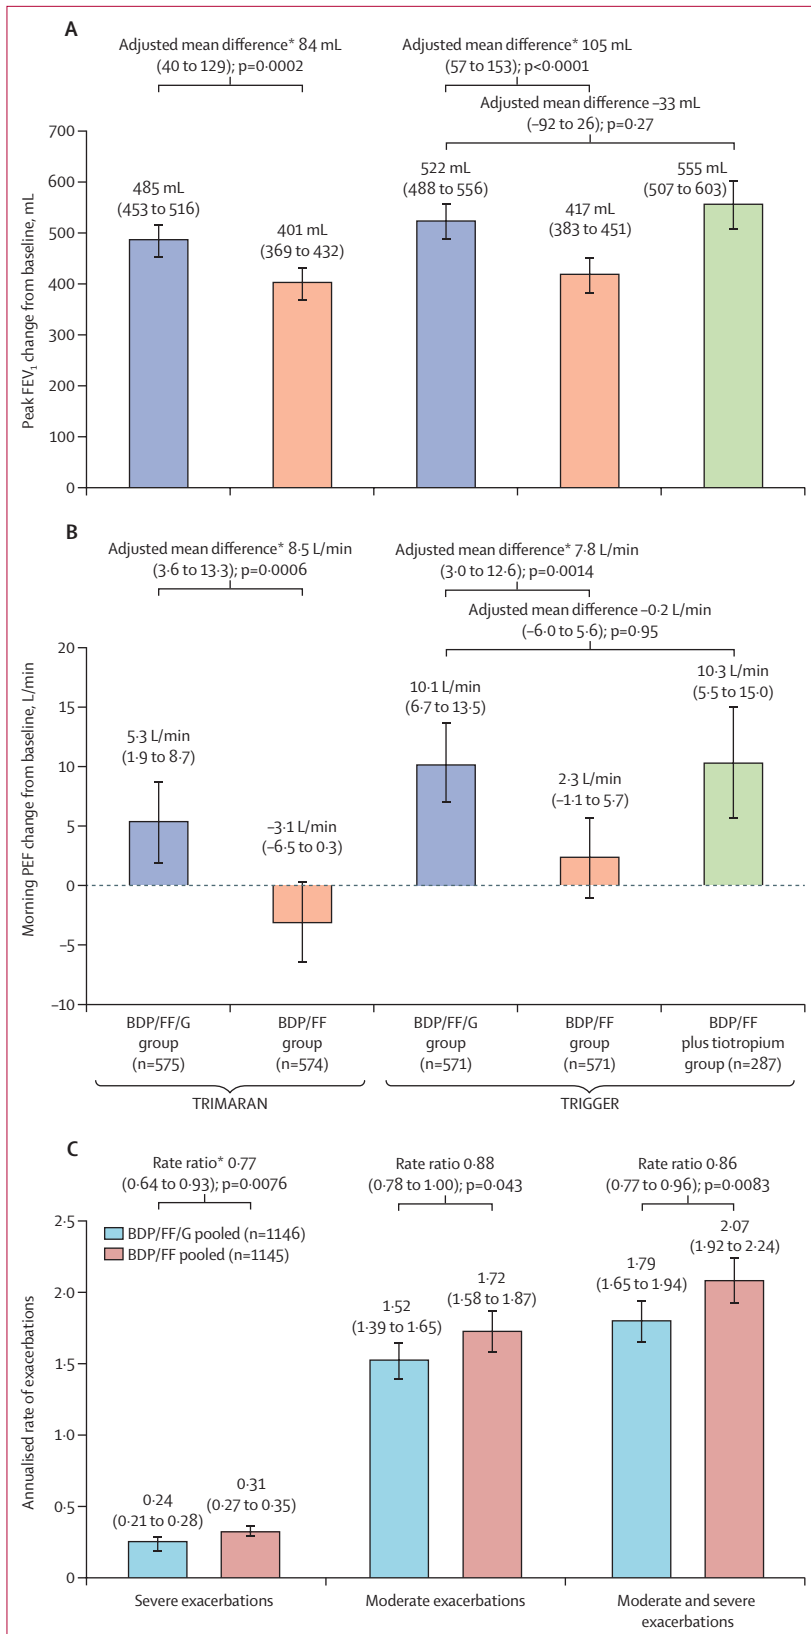 A
Adjusted mean difference* 84 mL
(40 to 129); p=0·0002
Adjusted mean difference* 105 mL
(57 to 153); p<0·0001
Adjusted mean difference –33 mL
(–92 to 26); p=0·27
Peak FEV₁ change from baseline, mL
700
600
500
400
300
200
100
0
485 mL
(453 to 516)
401 mL
(369 to 432)
522 mL
(488 to 556)
417 mL
(383 to 451)
555 mL
(507 to 603)
B
Adjusted mean difference* 8·5 L/min
(3·6 to 13·3); p=0·0006
Adjusted mean difference* 7·8 L/min
(3·0 to 12·6); p=0·0014
Adjusted mean difference –0·2 L/min
(–6·0 to 5·6); p=0·95
Morning PEF change from baseline, L/min
20
15
10
5
0
–5
–10
5·3 L/min
(1·9 to 8·7)
–3·1 L/min
(–6·5 to 0·3)
10·1 L/min
(6·7 to 13·5)
2·3 L/min
(–1·1 to 5·7)
10·3 L/min
(5·5 to 15·0)
BDP/FF/G
group
(n=575)
BDP/FF
group
(n=574)
BDP/FF/G
group
(n=571)
BDP/FF
group
(n=571)
BDP/FF
plus tiotropium
group (n=287)
TRIMARAN
TRIGGER
C
Rate ratio* 0·77
(0·64 to 0·93); p=0·0076
Rate ratio 0·88
(0·78 to 1·00); p=0·043
Rate ratio 0·86
(0·77 to 0·96); p=0·0083
Annualised rate of exacerbations
2·5
2·0
1·5
1·0
0·5
0
BDP/FF/G pooled (n=1146)
BDP/FF pooled (n=1145)
0·24
(0·21 to 0·28)
0·31
(0·27 to 0·35)
1·52
(1·39 to 1·65)
1·72
(1·58 to 1·87)
1·79
(1·65 to 1·94)
2·07
(1·92 to 2·24)
Severe exacerbations
Moderate exacerbations
Moderate and severe
exacerbations